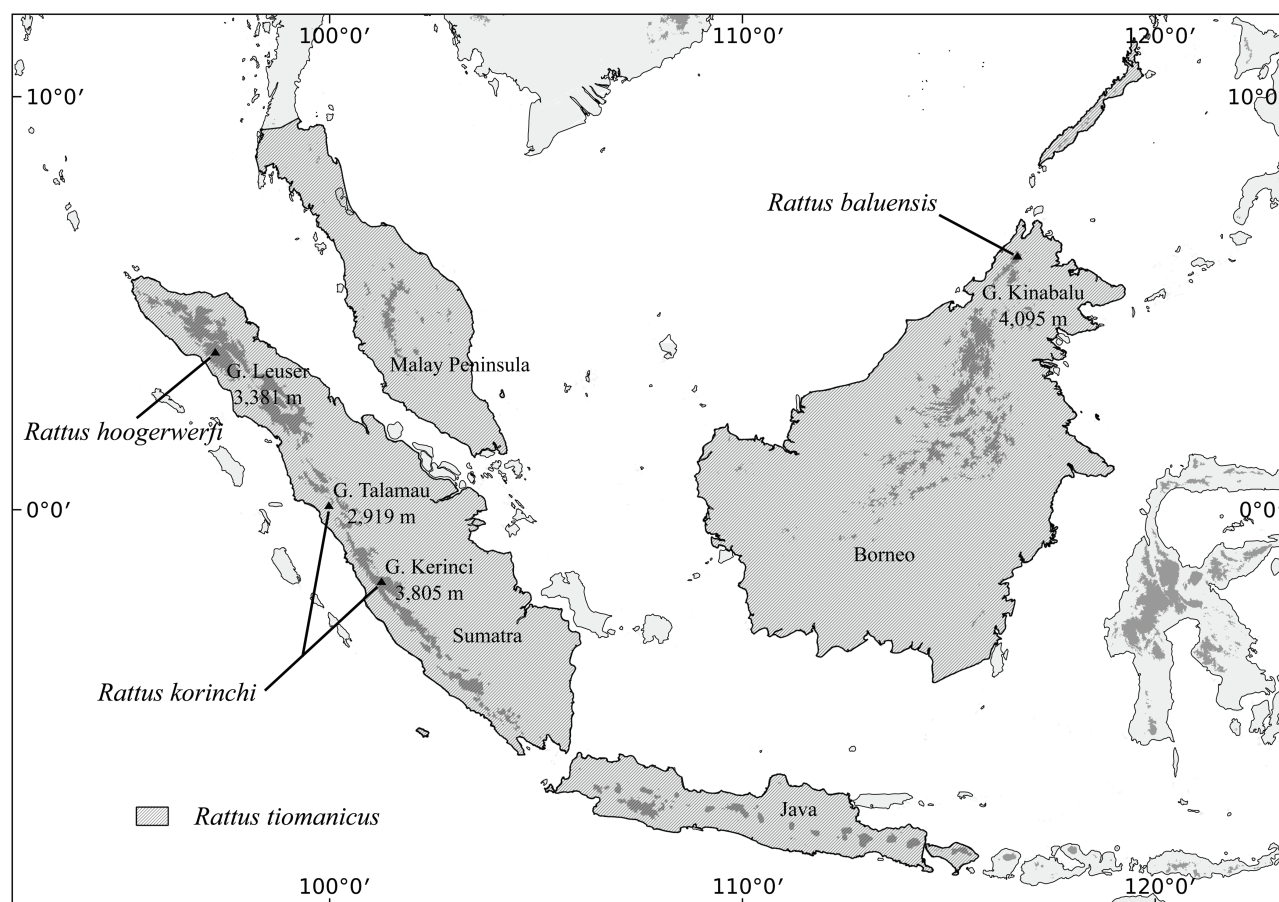 100°0′
110°0′
120°0′
10°0′
10°0
Rattus baluensis
G. Kinabalu
4,095 m
Malay Peninsula
G. Leuser
3,381 m
Rattus hoogerwerfi
G. Talamau
2,919 m
0°0′
0°0
Borneo
G. Kerinci
3,805 m
Sumatra
Rattus korinchi
Java
Rattus tiomanicus
100°0′
110°0′
120°0′